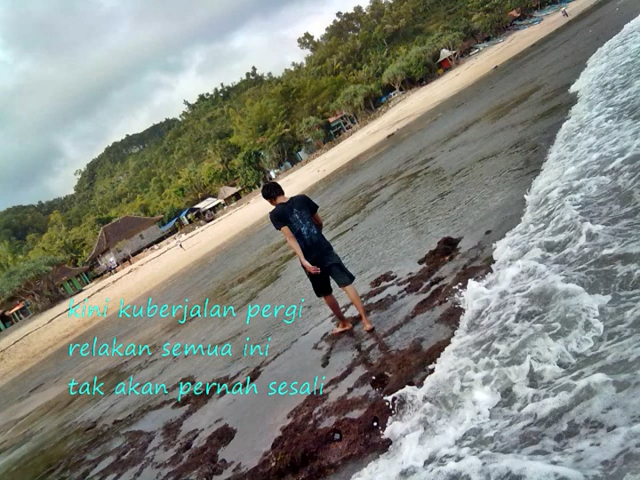 kini kuberjalan pergi
relakan semua ini
tak akan pernah sesali